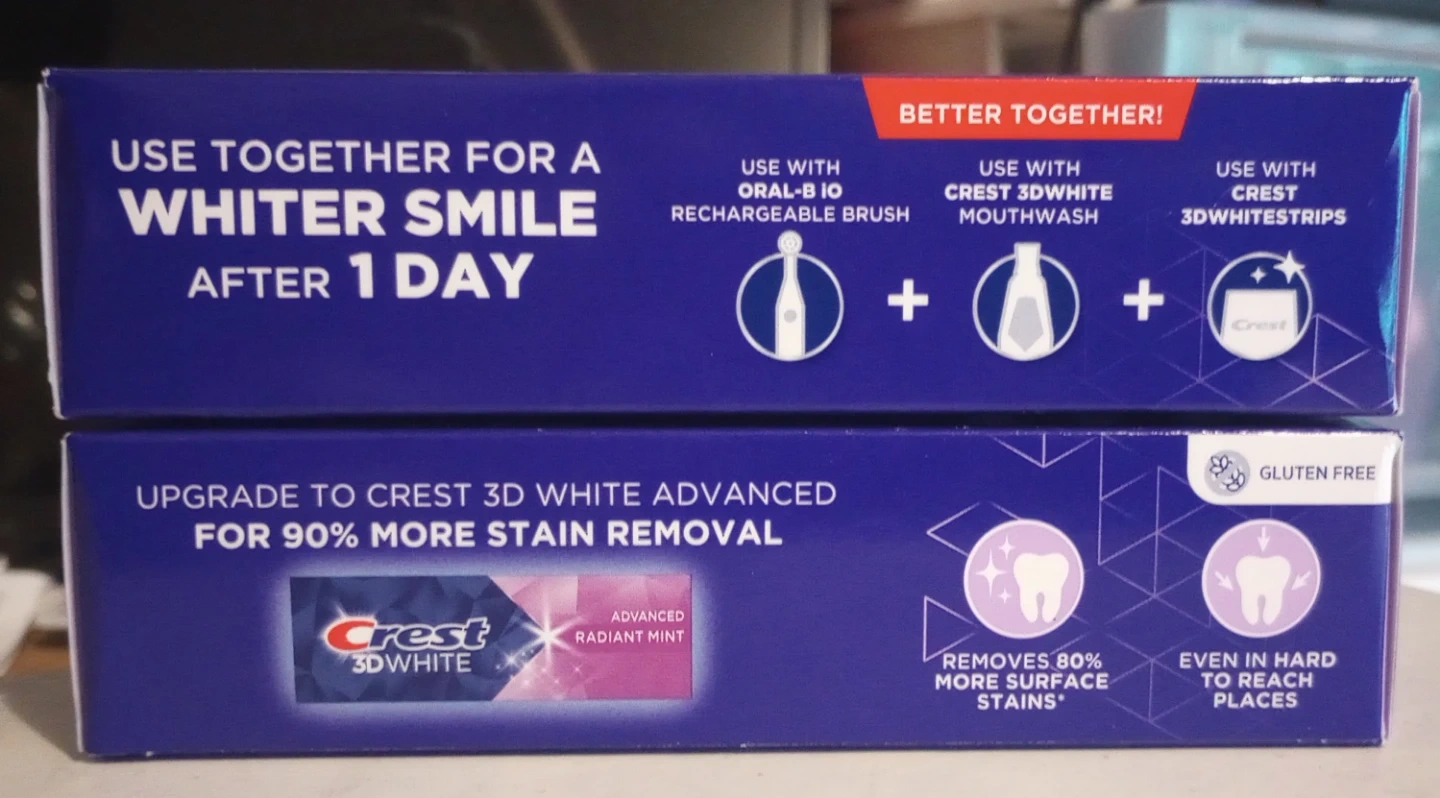 BETTER TOGETHER!
USE TOGETHER FOR A
WHITER SMILE
AFTER 1 DAY
USE WITH
ORAL-B iO
RECHARGEABLE BRUSH
USE WITH
CREST 3DWHITE
MOUTHWASH
USE WITH
CREST
3DWHITESTRIPS
+
+
Crest
UPGRADE TO CREST 3D WHITE ADVANCED
FOR 90% MORE STAIN REMOVAL
Crest
3DWHITE
ADVANCED
RADIANT MINT
GLUTEN FREE
REMOVES 80%
MORE SURFACE
STAINS*
EVEN IN HARD
TO REACH
PLACES